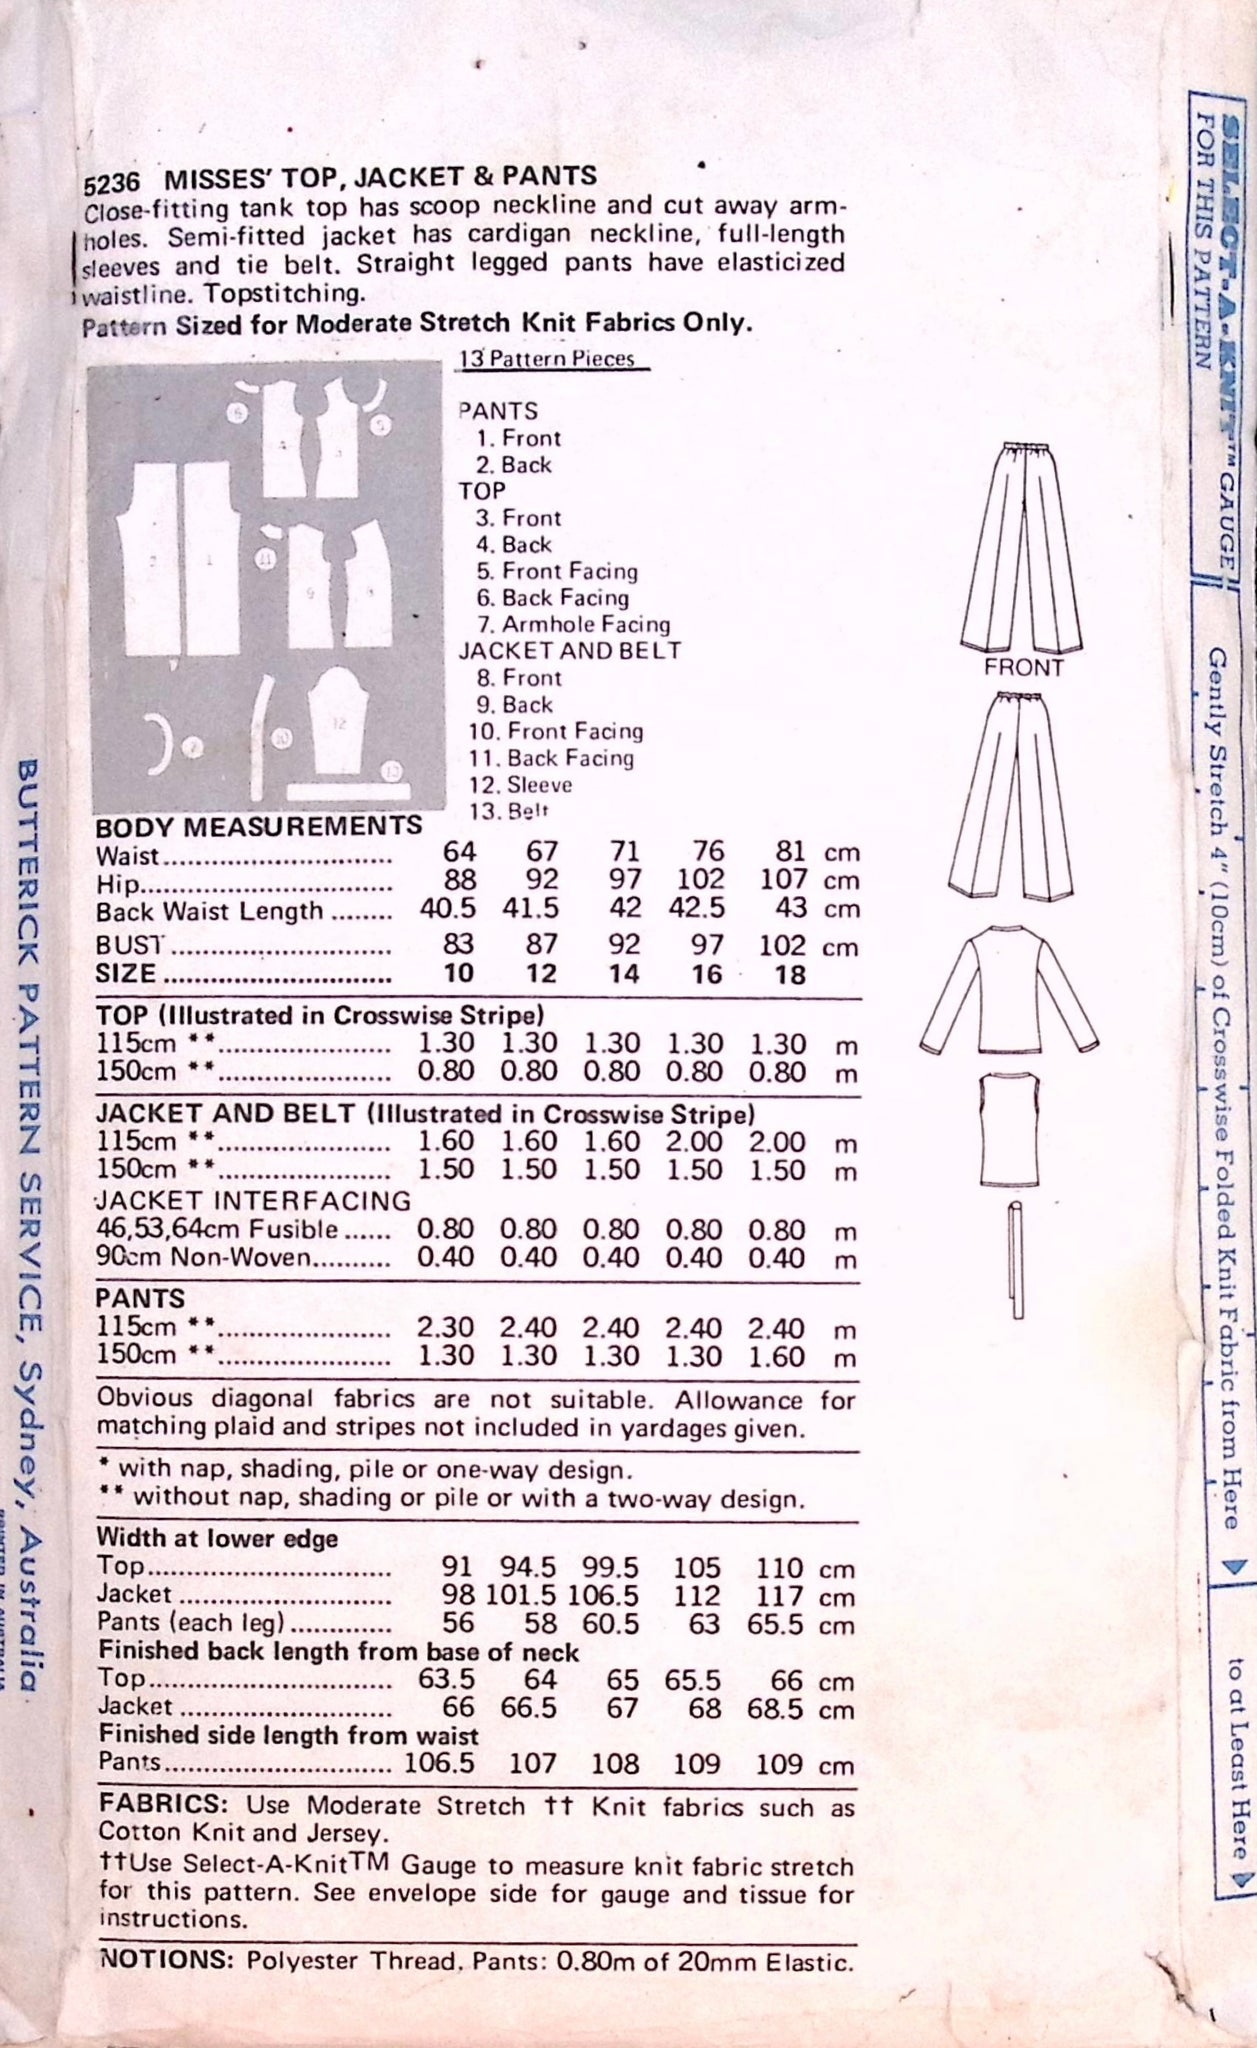 5236 MISSES' TOP, JACKET & PANTS
Close-fitting tank top has scoop neckline and cut away arm-
holes. Semi-fitted jacket has cardigan neckline, full-length
sleeves and tie belt. Straight legged pants have elasticized
waistline. Topstitching.
Pattern Sized for Moderate Stretch Knit Fabrics Only.
13 Pattern Pieces
PANTS
1. Front
2. Back
TOP
3. Front
4. Back
5. Front Facing
6. Back Facing
7. Armhole Facing
JACKET AND BELT
8. Front
9. Back
10. Front Facing
11. Back Facing
12. Sleeve
13. Belt
6
4
3
5
2
1
11
9
8
7
10
12
13
FRONT
BODY MEASUREMENTS
Waist............................ 64 67 71 76 81 cm
Hip............................... 88 92 97 102 107 cm
Back Waist Length ........ 40.5 41.5 42 42.5 43 cm
BUST ........................... 83 87 92 97 102 cm
SIZE ............................ 10 12 14 16 18
TOP (Illustrated in Crosswise Stripe)
115cm **..................... 1.30 1.30 1.30 1.30 1.30 m
150cm **..................... 0.80 0.80 0.80 0.80 0.80 m
JACKET AND BELT (Illustrated in Crosswise Stripe)
115cm **..................... 1.60 1.60 1.60 2.00 2.00 m
150cm **..................... 1.50 1.50 1.50 1.50 1.50 m
JACKET INTERFACING
46,53,64cm Fusible ...... 0.80 0.80 0.80 0.80 0.80 m
90cm Non-Woven.......... 0.40 0.40 0.40 0.40 0.40 m
PANTS
115cm **..................... 2.30 2.40 2.40 2.40 2.40 m
150cm **..................... 1.30 1.30 1.30 1.30 1.60 m
Obvious diagonal fabrics are not suitable. Allowance for
matching plaid and stripes not included in yardages given.
* with nap, shading, pile or one-way design.
** without nap, shading or pile or with a two-way design.
Width at lower edge
Top.............................. 91 94.5 99.5 105 110 cm
Jacket .......................... 98 101.5 106.5 112 117 cm
Pants (each leg) ............. 56 58 60.5 63 65.5 cm
Finished back length from base of neck
Top.............................. 63.5 64 65 65.5 66 cm
Jacket .......................... 66 66.5 67 68 68.5 cm
Finished side length from waist
Pants............................ 106.5 107 108 109 109 cm
FABRICS: Use Moderate Stretch †† Knit fabrics such as
Cotton Knit and Jersey.
††Use Select-A-KnitTM Gauge to measure knit fabric stretch
for this pattern. See envelope side for gauge and tissue for
instructions.
NOTIONS: Polyester Thread. Pants: 0.80m of 20mm Elastic.
BUTTERICK PATTERN SERVICE, Sydney, Australia.
PRINTED IN AUSTRALIA
SELECT-A-KNIT™ GAUGE
FOR THIS PATTERN
Gently Stretch 4" (10cm) of Crosswise Folded Knit Fabric from Here
to at Least Here